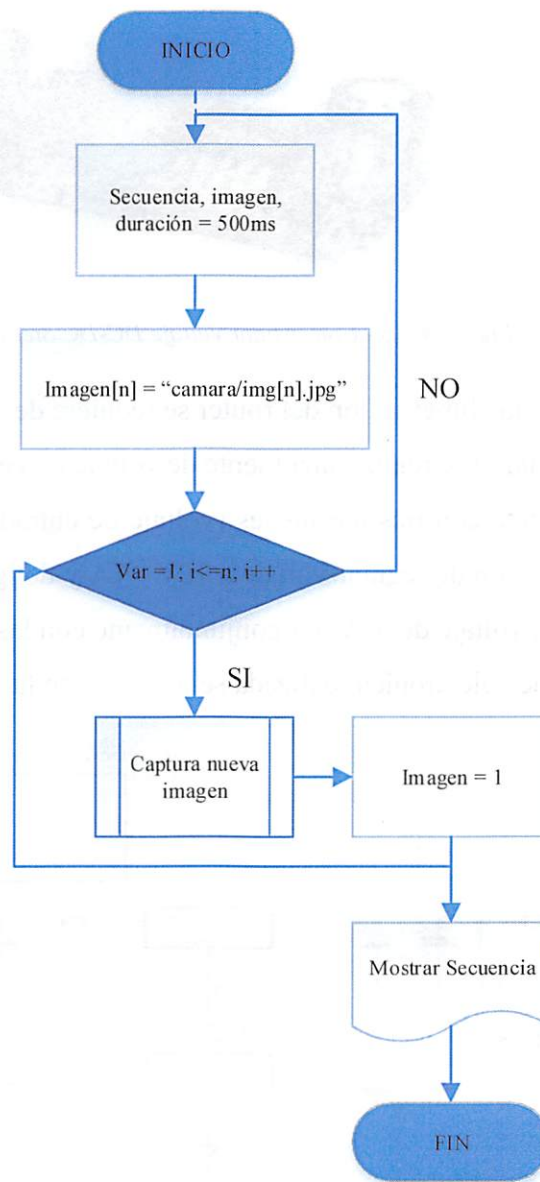 INICIO
Secuencia, imagen,
duración = 500ms
Imagen[n] = “camara/img[n].jpg”
NO
Var =1; i<=n; i++
SI
Captura nueva
imagen
Imagen = 1
Mostrar Secuencia
FIN